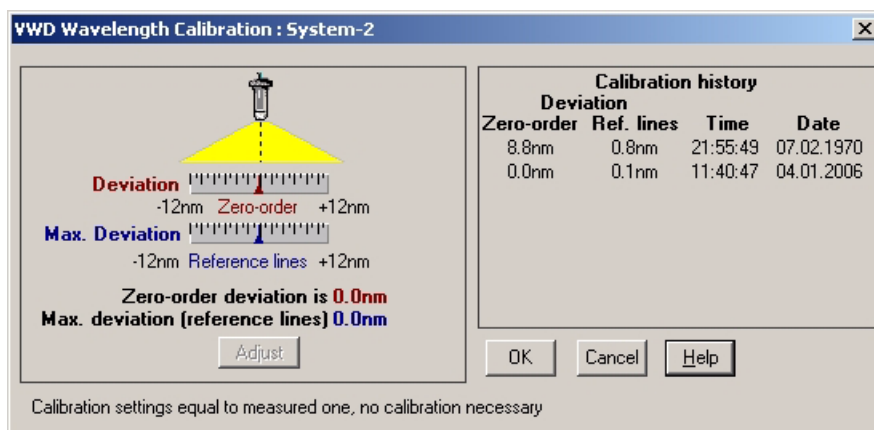 VWD Wavelength Calibration : System-2
Deviation
-12nm Zero-order +12nm
Max. Deviation
-12nm Reference lines +12nm
Zero-order deviation is 0.0nm
Max. deviation (reference lines) 0.0nm
Adjust
Calibration history
Deviation
Zero-order Ref. lines Time Date
8.8nm 0.8nm 21:55:49 07.02.1970
0.0nm 0.1nm 11:40:47 04.01.2006
OK Cancel Help
Calibration settings equal to measured one, no calibration necessary